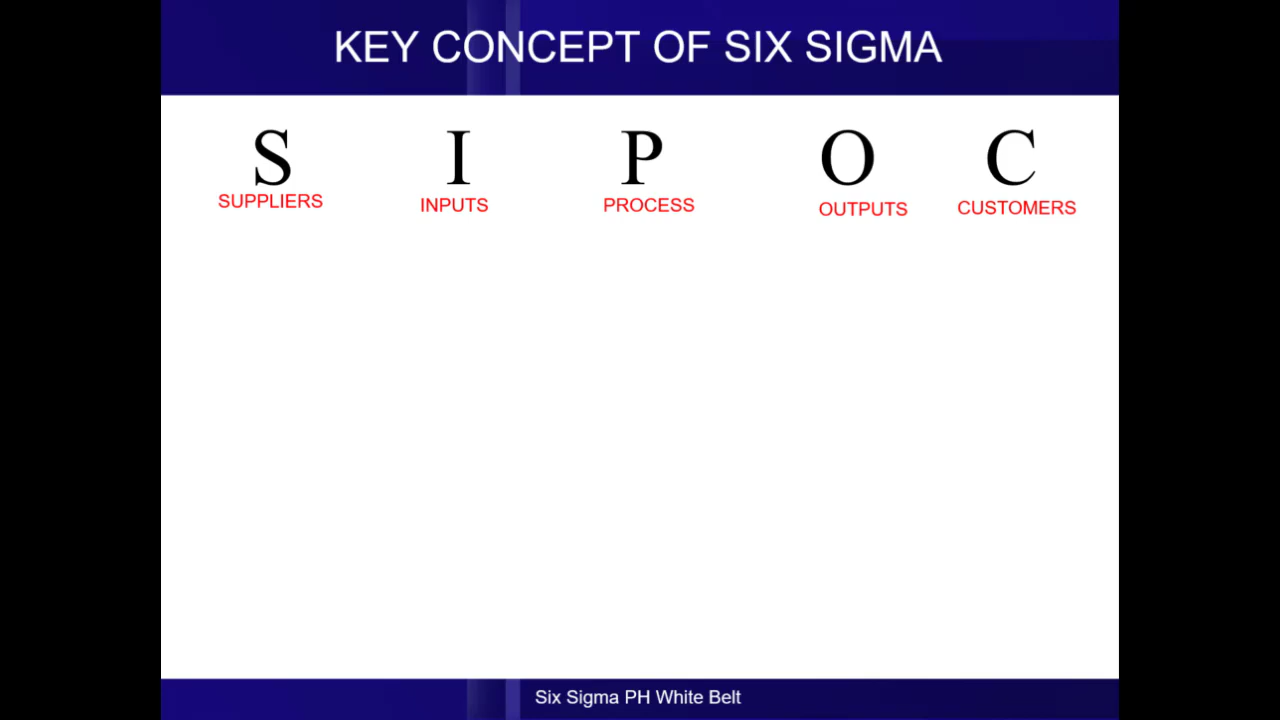 KEY CONCEPT OF SIX SIGMA
S I P O C
SUPPLIERS INPUTS PROCESS OUTPUTS CUSTOMERS
Six Sigma PH White Belt